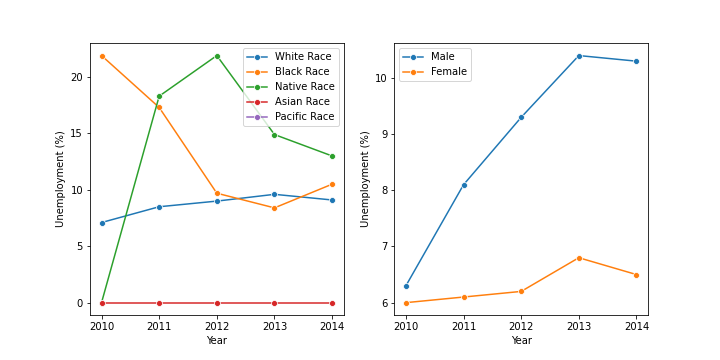 White Race
Black Race
Native Race
Asian Race
Pacific Race
Unemployment (%)
20
15
10
5
0
2010 2011 2012 2013 2014
Year
Male
Female
Unemployment (%)
10
9
8
7
6
2010 2011 2012 2013 2014
Year